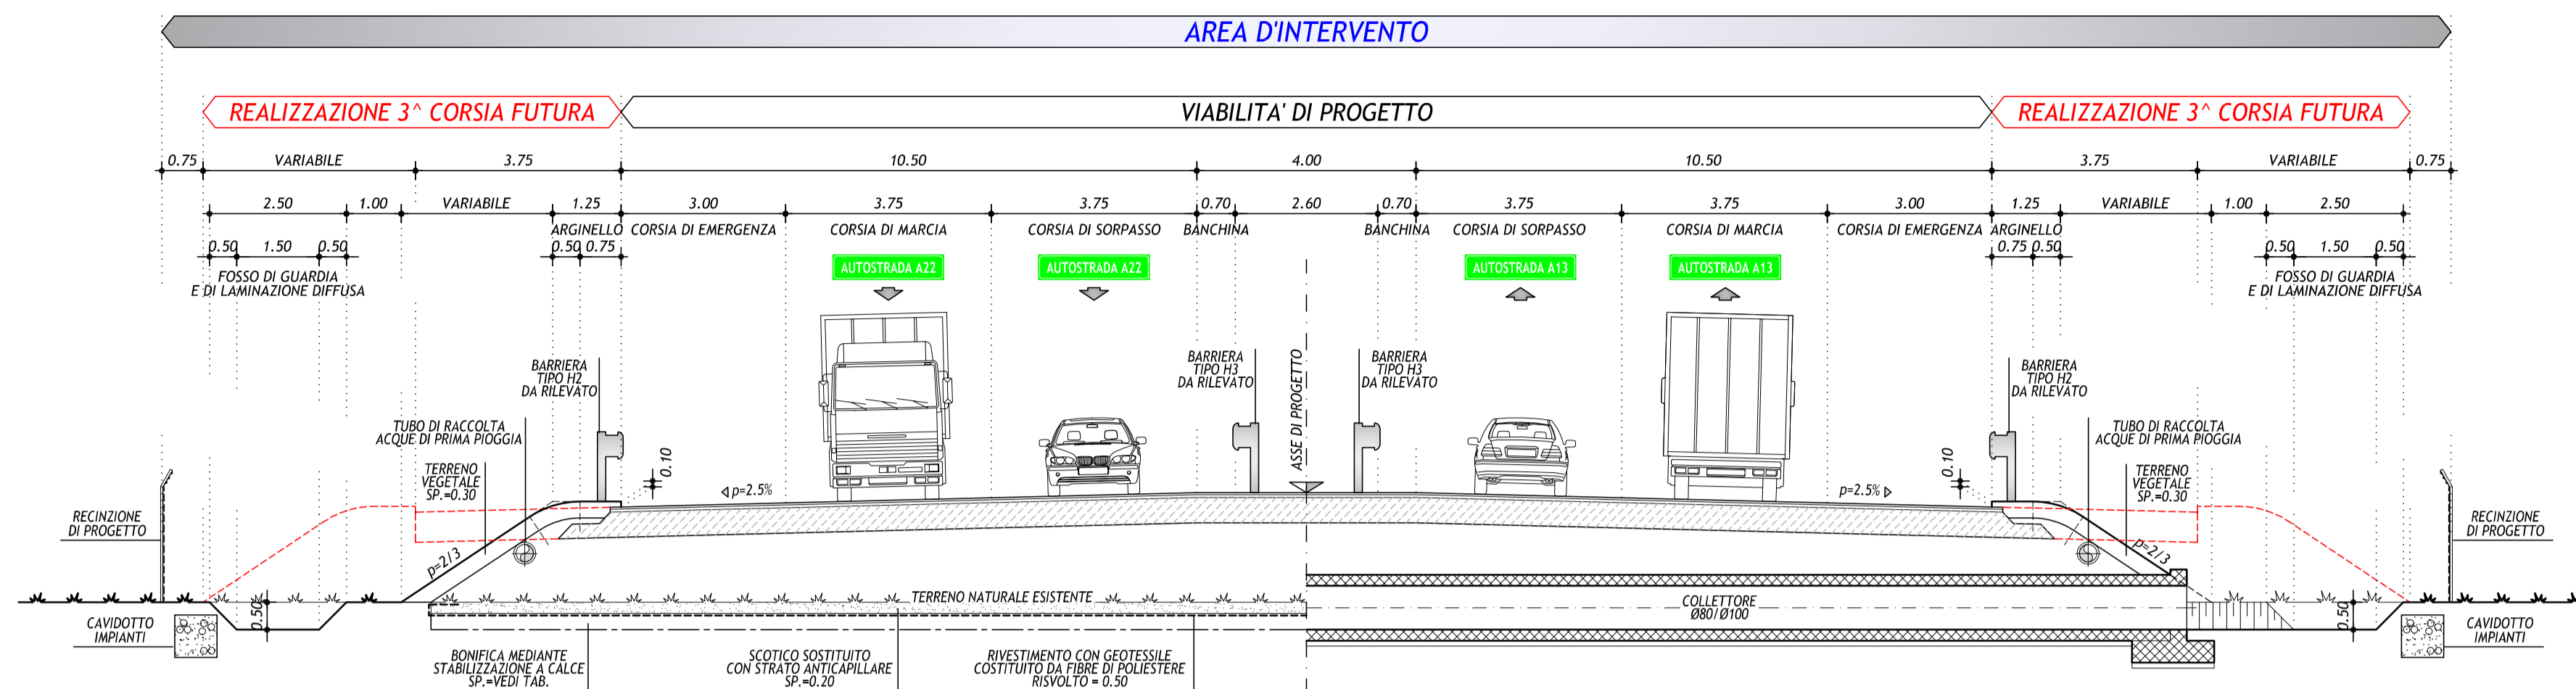 AREA D'INTERVENTO
REALIZZAZIONE 3^ CORSIA FUTURA
VIABILITA' DI PROGETTO
REALIZZAZIONE 3^ CORSIA FUTURA
0.75 VARIABILE 3.75 10.50 4.00 10.50 3.75 VARIABILE 0.75
2.50 1.00 VARIABILE 1.25 3.00 3.75 3.75 0.70 2.60 0.70 3.75 3.75 3.00 1.25 VARIABILE 1.00 2.50
ARGINELLO CORSIA DI EMERGENZA CORSIA DI MARCIA CORSIA DI SORPASSO BANCHINA BANCHINA CORSIA DI SORPASSO CORSIA DI MARCIA CORSIA DI EMERGENZA ARGINELLO
0.50 1.50 0.50 0.50 0.75 0.75 0.50 0.50 1.50 0.50
FOSSO DI GUARDIA
E DI LAMINAZIONE DIFFUSA
AUTOSTRADA A22
AUTOSTRADA A22
AUTOSTRADA A13
AUTOSTRADA A13
FOSSO DI GUARDIA
E DI LAMINAZIONE DIFFUSA
BARRIERA
TIPO H2
DA RILEVATO
BARRIERA
TIPO H3
DA RILEVATO
ASSE DI PROGETTO
BARRIERA
TIPO H3
DA RILEVATO
BARRIERA
TIPO H2
DA RILEVATO
TUBO DI RACCOLTA
ACQUE DI PRIMA PIOGGIA
TUBO DI RACCOLTA
ACQUE DI PRIMA PIOGGIA
TERRENO
VEGETALE
SP.=0.30
0.10
p=2.5%
p=2.5%
0.10
TERRENO
VEGETALE
SP.=0.30
RECINZIONE
DI PROGETTO
RECINZIONE
DI PROGETTO
p=2/3
p=2/3
TERRENO NATURALE ESISTENTE
COLLETTORE
Ø80/Ø100
0.50
0.50
CAVIDOTTO
IMPIANTI
CAVIDOTTO
IMPIANTI
BONIFICA MEDIANTE
STABILIZZAZIONE A CALCE
SP.=VEDI TAB.
SCOTICO SOSTITUITO
CON STRATO ANTICAPILLARE
SP.=0.20
RIVESTIMENTO CON GEOTESSILE
COSTITUITO DA FIBRE DI POLIESTERE
RISVOLTO = 0.50